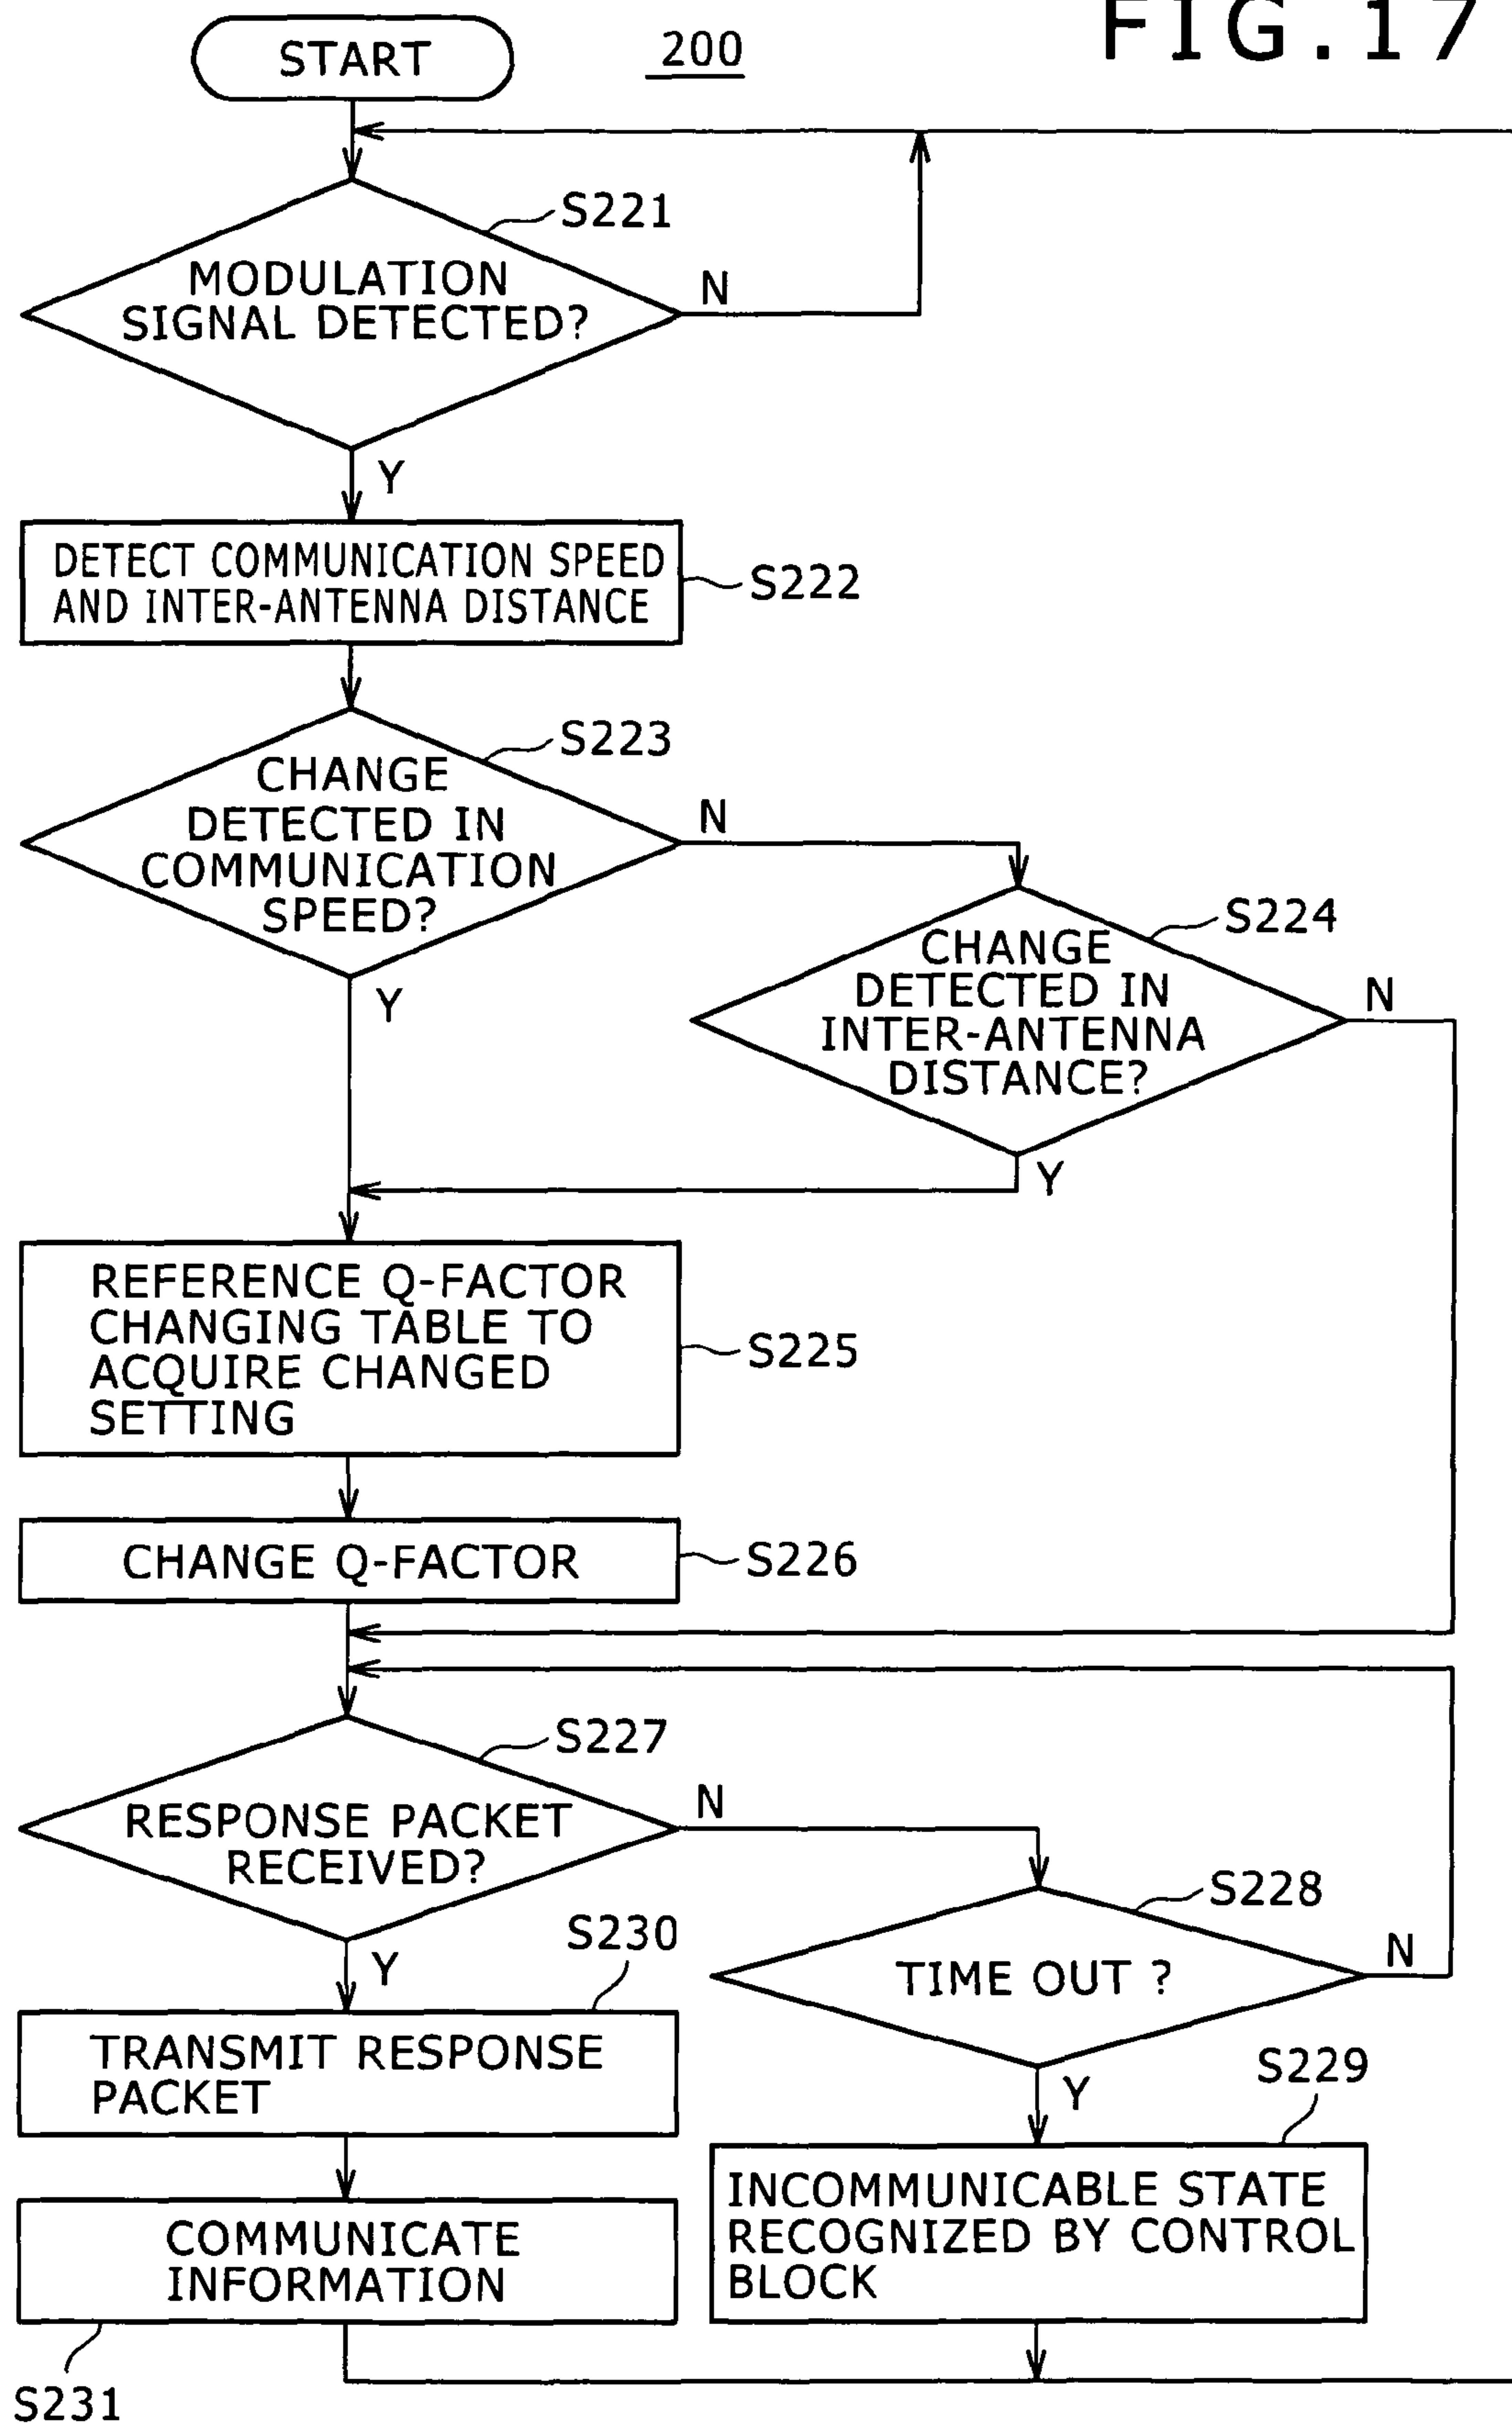 FIG.17
200
START
S221
MODULATION
SIGNAL DETECTED?
N
Y
DETECT COMMUNICATION SPEED
AND INTER-ANTENNA DISTANCE
S222
S223
CHANGE
DETECTED IN
COMMUNICATION
SPEED?
N
Y
S224
CHANGE
DETECTED IN
INTER-ANTENNA
DISTANCE?
N
Y
REFERENCE Q-FACTOR
CHANGING TABLE TO
ACQUIRE CHANGED
SETTING
S225
CHANGE Q-FACTOR
S226
S227
RESPONSE PACKET
RECEIVED?
N
Y
S228
TIME OUT ?
N
Y
S230
TRANSMIT RESPONSE
PACKET
S229
INCOMMUNICABLE STATE
RECOGNIZED BY CONTROL
BLOCK
COMMUNICATE
INFORMATION
S231